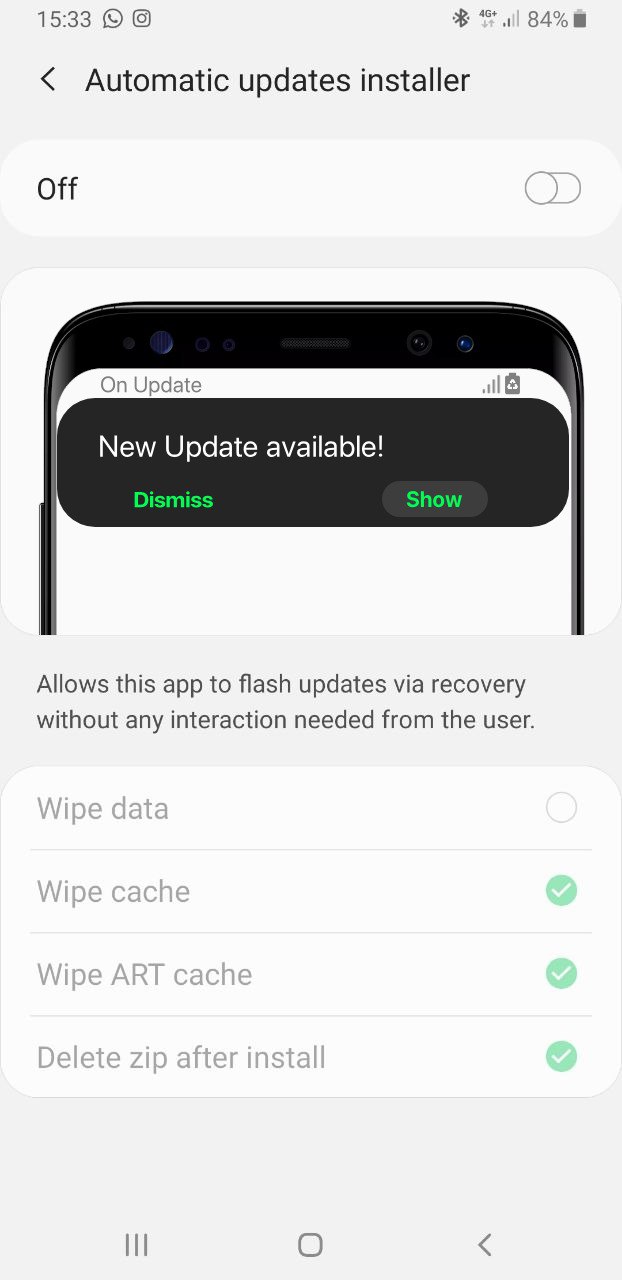 15:33 4G+ 84%
Automatic updates installer
Off
On Update
New Update available!
Dismiss Show
Allows this app to flash updates via recovery
without any interaction needed from the user.
Wipe data
Wipe cache
Wipe ART cache
Delete zip after install